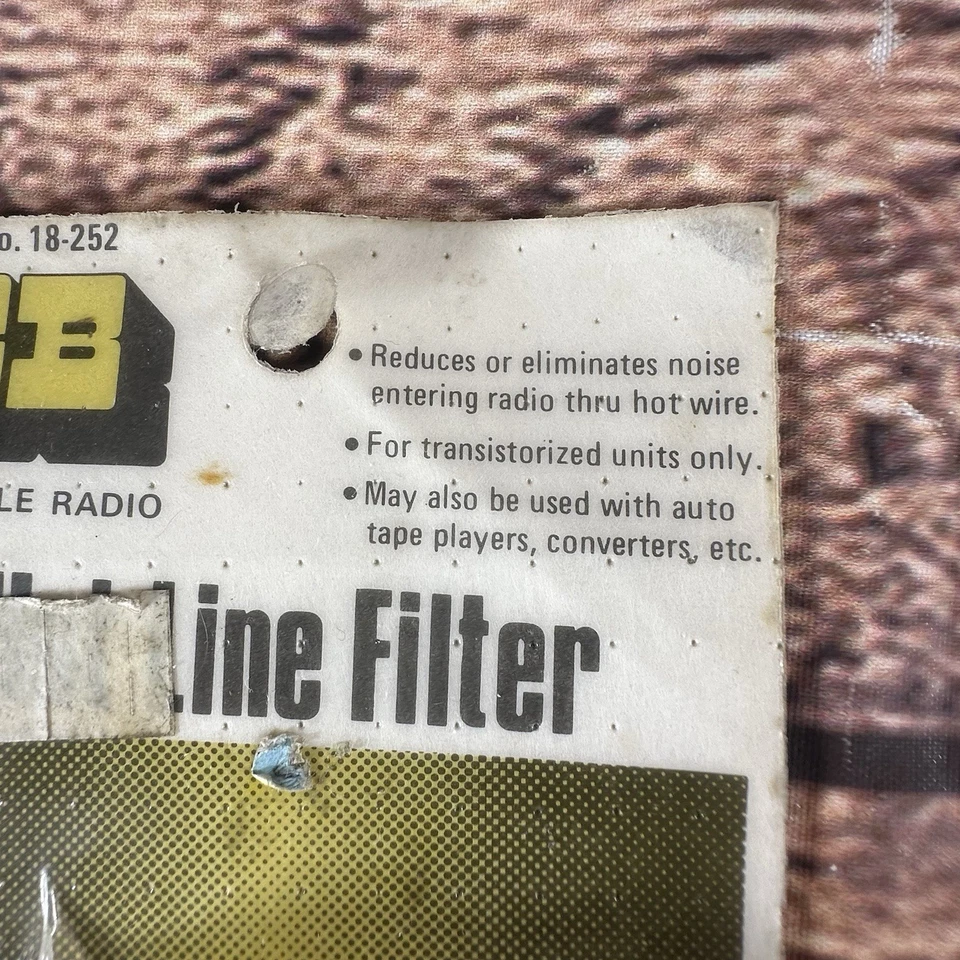 o. 18-252
B
LE RADIO
• Reduces or eliminates noise
entering radio thru hot wire.
• For transistorized units only.
• May also be used with auto
tape players, converters, etc.
Line Filter